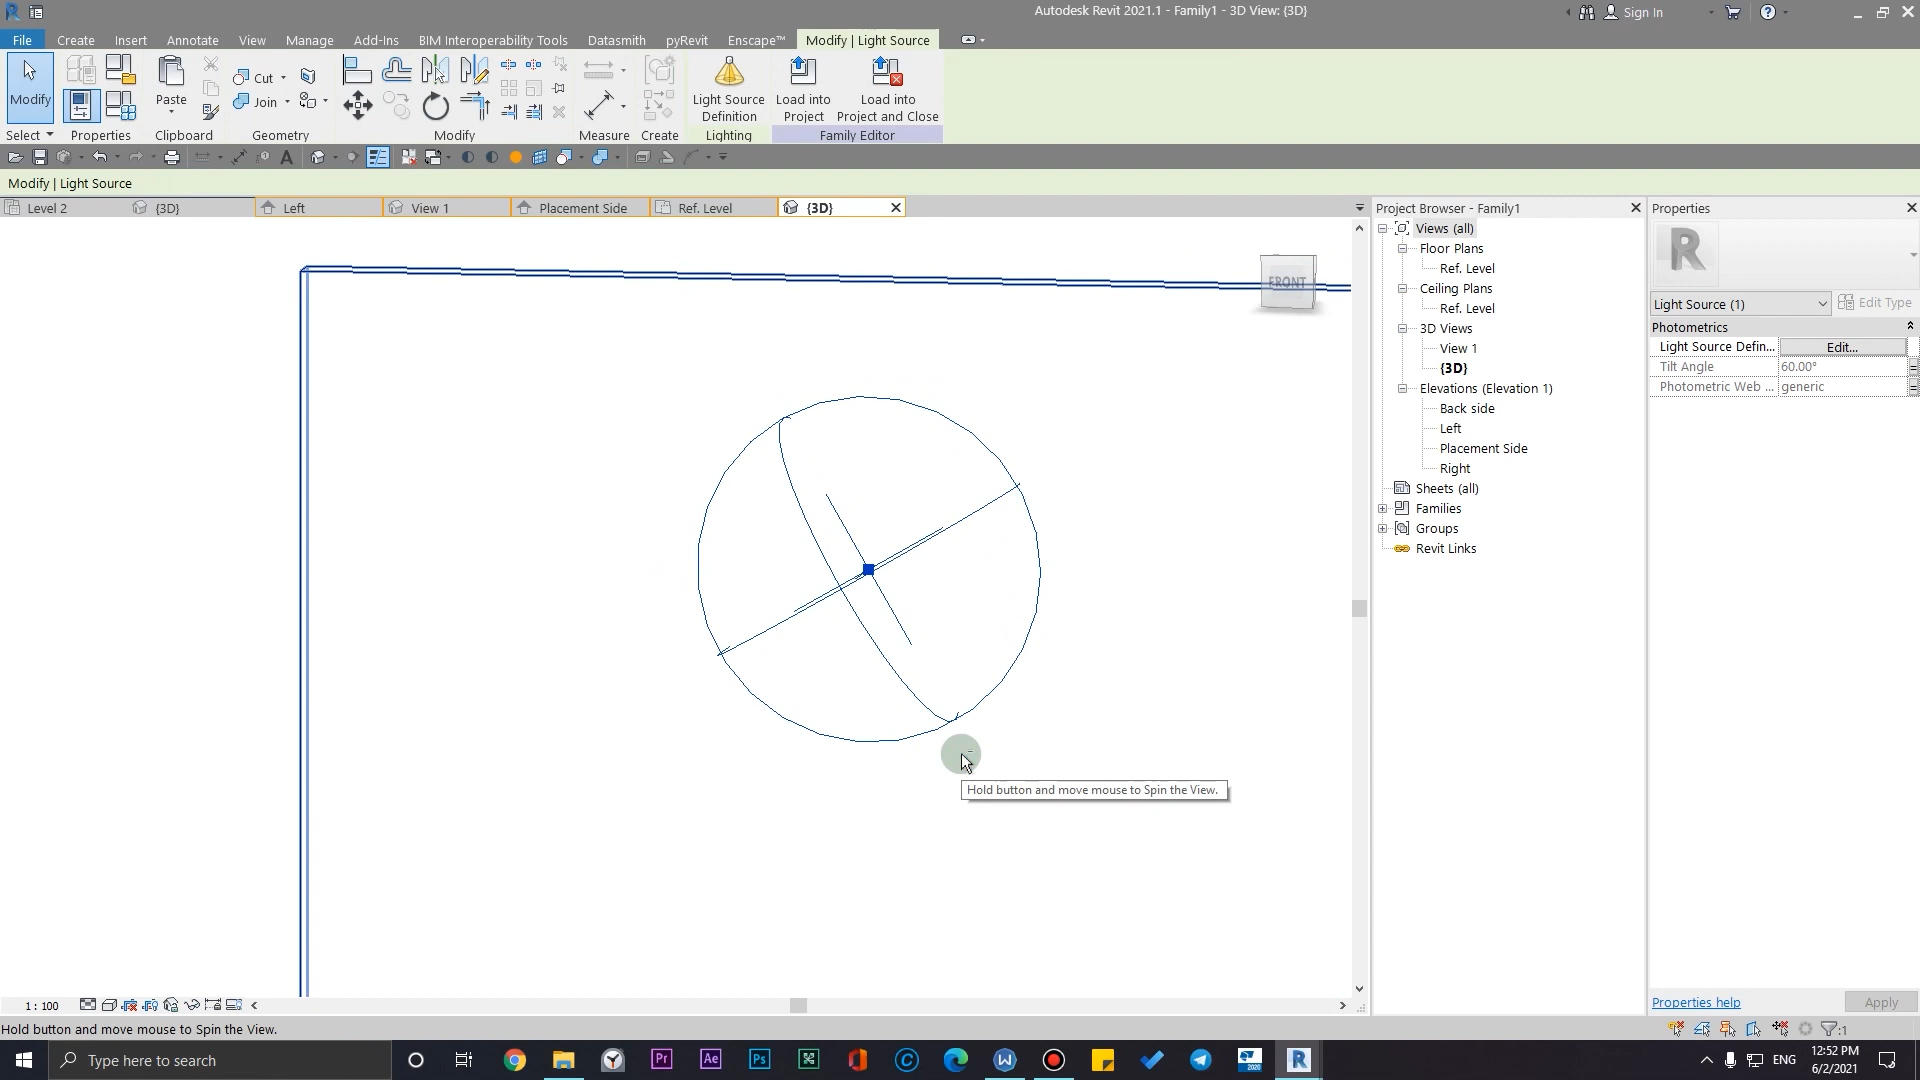 Autodesk Revit 2021.1 - Family1 - 3D View: {3D}
Sign In
File
Create
Insert
Annotate
View
Manage
Add-Ins
BIM Interoperability Tools
Datasmith
pyRevit
Enscape™
Modify | Light Source
Modify
Paste
Cut
Join
Light Source
Definition
Load into
Project
Load into
Project and Close
Select
Properties
Clipboard
Geometry
Modify
Measure
Create
Lighting
Family Editor
Modify | Light Source
Level 2
{3D}
Left
View 1
Placement Side
Ref. Level
{3D}
FRONT
Hold button and move mouse to Spin the View.
Project Browser - Family1
Views (all)
Floor Plans
Ref. Level
Ceiling Plans
Ref. Level
3D Views
View 1
{3D}
Elevations (Elevation 1)
Back side
Left
Placement Side
Right
Sheets (all)
Families
Groups
Revit Links
Properties
Light Source (1)
Edit Type
Photometrics
Light Source Defin... Edit...
Tilt Angle 60.00°
Photometric Web ... generic
Properties help
Apply
1 : 100
Hold button and move mouse to Spin the View.
:1
Type here to search
Pr
Ae
Ps
2020
ENG
12:52 PM
6/2/2021